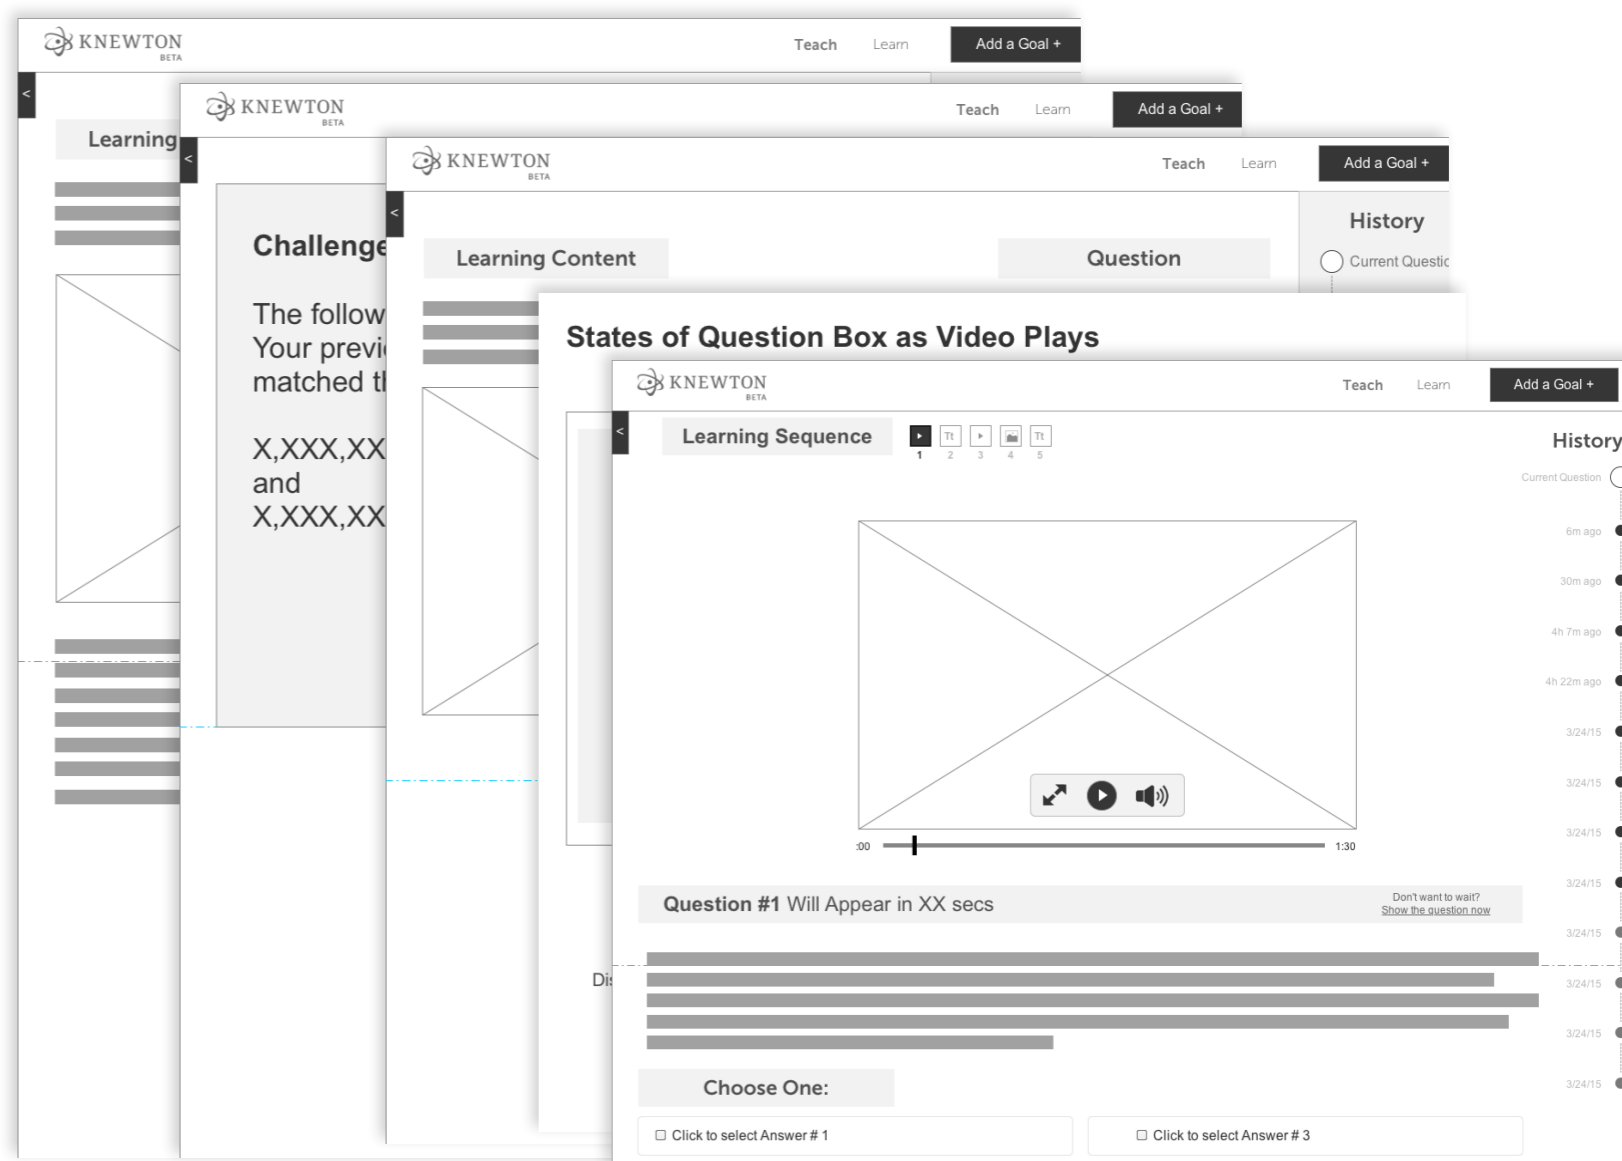 KNEWTON
BETA
Teach
Learn
Add a Goal +
<
Learning
KNEWTON
BETA
Teach
Learn
Add a Goal +
<
Challenge
The follow
Your previ
matched th
X,XXX,XX
and
X,XXX,XX
KNEWTON
BETA
Teach
Learn
Add a Goal +
<
Learning Content
Question
History
Current Questio
States of Question Box as Video Plays
Dis
KNEWTON
BETA
Teach
Learn
Add a Goal +
<
Learning Sequence
Tt
Tt
1 2 3 4 5
History
Current Question
6m ago
30m ago
4h 7m ago
4h 22m ago
3/24/15
3/24/15
3/24/15
3/24/15
3/24/15
3/24/15
3/24/15
3/24/15
:00
1:30
Question #1 Will Appear in XX secs
Don't want to wait?
Show the question now
Choose One:
Click to select Answer # 1
Click to select Answer # 3